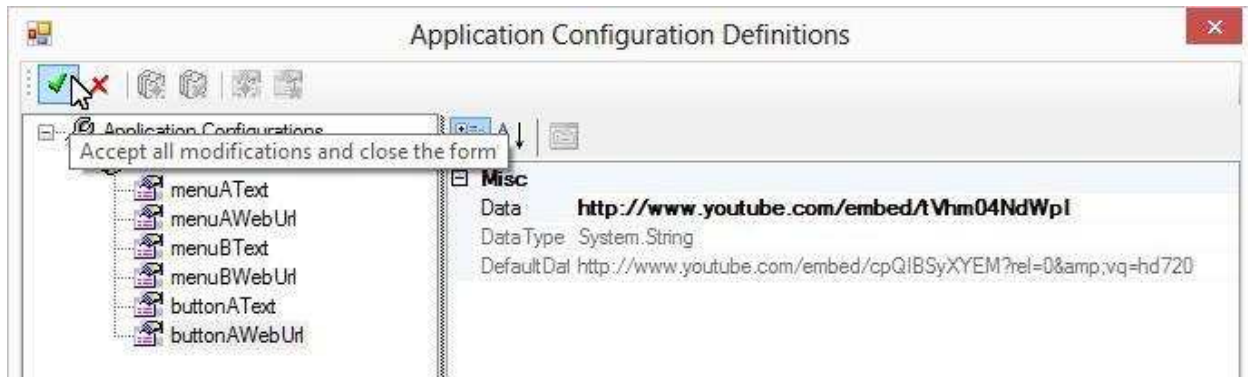 Application Configuration Definitions
Application Configurations
Accept all modifications and close the form
menuAText
menuAWebUrl
menuBText
menuBWebUrl
buttonAText
buttonAWebUrl
Misc
Data http://www.youtube.com/embed/tVhm04NdWpI
DataType System.String
DefaultDat http://www.youtube.com/embed/cpQIBSyXYEM?rel=0&amp;vq=hd720